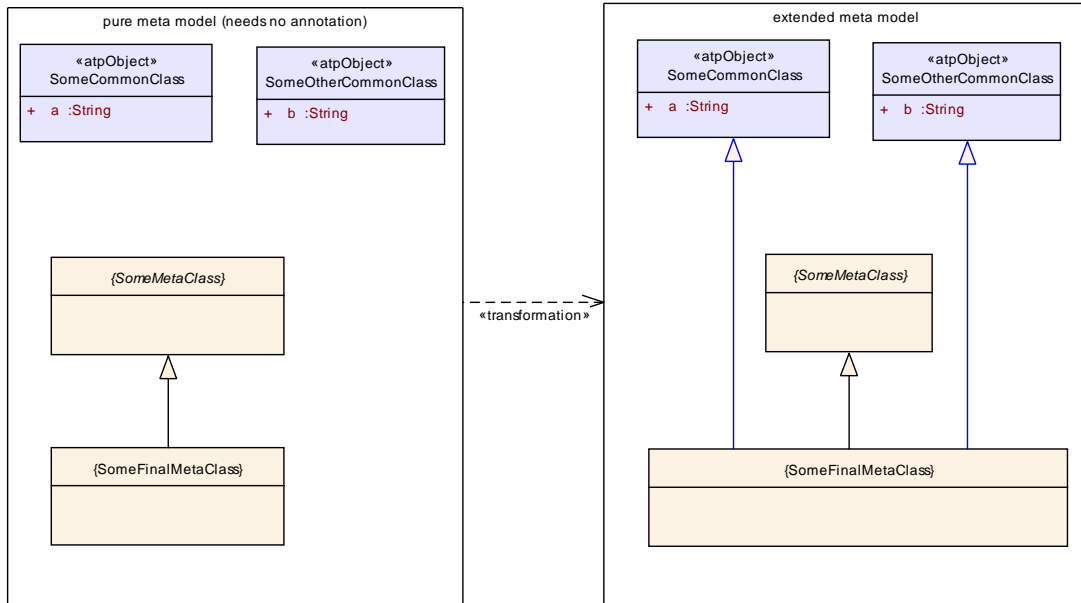 pure meta model (needs no annotation)
«atpObject»
SomeCommonClass
+ a :String
«atpObject»
SomeOtherCommonClass
+ b :String
{SomeMetaClass}
{SomeFinalMetaClass}
«transformation»
extended meta model
«atpObject»
SomeCommonClass
+ a :String
«atpObject»
SomeOtherCommonClass
+ b :String
{SomeMetaClass}
{SomeFinalMetaClass}